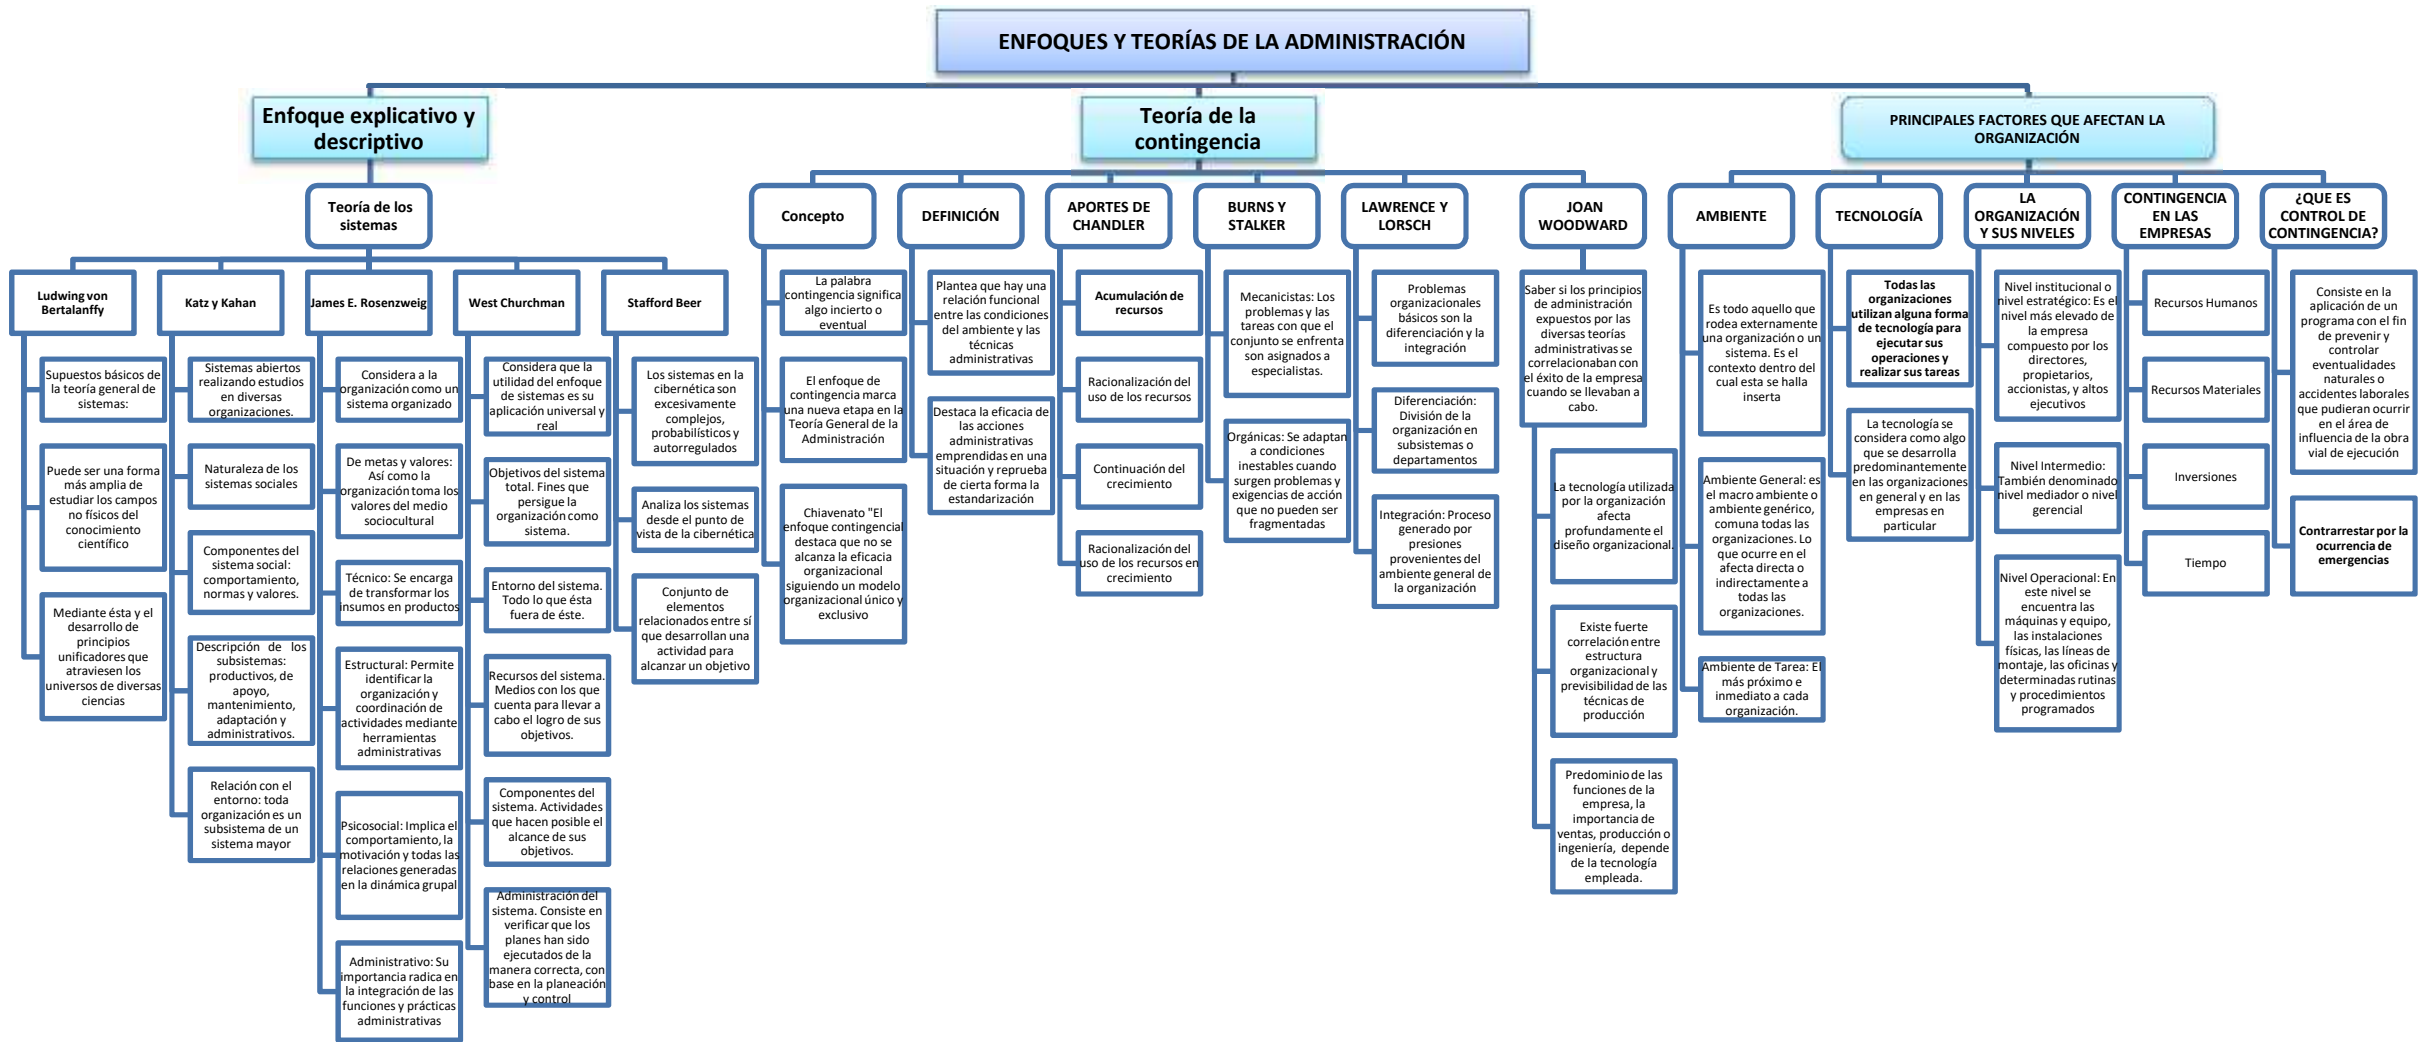 ENFOQUES Y TEORÍAS DE LA ADMINISTRACIÓN
Enfoque explicativo y
descriptivo
Teoría de los
sistemas
Ludwing von
Bertalanffy
Supuestos básicos de
la teoría general de
sistemas:
Puede ser una forma
más amplia de
estudiar los campos
no físicos del
conocimiento
científico
Mediante ésta y el
desarrollo de
principios
unificadores que
atraviesen los
universos de diversas
ciencias
Katz y Kahan
Sistemas abiertos
realizando estudios
en diversas
organizaciones.
Naturaleza de los
sistemas sociales
Componentes del
sistema social:
comportamiento,
normas y valores.
Descripción de los
subsistemas:
productivos, de
apoyo,
mantenimiento,
adaptación y
administrativos.
Relación con el
entorno: toda
organización es un
subsistema de un
sistema mayor
James E. Rosenzweig
Considera a la
organización como un
sistema organizado
De metas y valores:
Así como la
organización toma los
valores del medio
sociocultural
Técnico: Se encarga
de transformar los
insumos en productos
Estructural: Permite
identificar la
organización y
coordinación de
actividades mediante
herramientas
administrativas
Psicosocial: Implica el
comportamiento, la
motivación y todas las
relaciones generadas
en la dinámica grupal
Administrativo: Su
importancia radica en
la integración de las
funciones y prácticas
administrativas
West Churchman
Considera que la
utilidad del enfoque
de sistemas es su
aplicación universal y
real
Objetivos del sistema
total. Fines que
persigue la
organización como
sistema.
Entorno del sistema.
Todo lo que ésta
fuera de éste.
Recursos del sistema.
Medios con los que
cuenta para llevar a
cabo el logro de sus
objetivos.
Componentes del
sistema. Actividades
que hacen posible el
alcance de sus
objetivos.
Administración del
sistema. Consiste en
verificar que los
planes han sido
ejecutados de la
manera correcta, con
base en la planeación
y control
Stafford Beer
Los sistemas en la
cibernética son
excesivamente
complejos,
probabilísticos y
autorregulados
Analiza los sistemas
desde el punto de
vista de la cibernética
Conjunto de
elementos
relacionados entre sí
que desarrollan una
actividad para
alcanzar un objetivo
Teoría de la
contingencia
Concepto
La palabra
contingencia significa
algo incierto o
eventual
El enfoque de
contingencia marca
una nueva etapa en la
Teoría General de la
Administración
Chiavenato "El
enfoque contingencial
destaca que no se
alcanza la eficacia
organizacional
siguiendo un modelo
organizacional único y
exclusivo
DEFINICIÓN
Plantea que hay una
relación funcional
entre las condiciones
del ambiente y las
técnicas
administrativas
Destaca la eficacia de
las acciones
administrativas
emprendidas en una
situación y reprueba
de cierta forma la
estandarización
APORTES DE
CHANDLER
Acumulación de
recursos
Racionalización del
uso de los recursos
Continuación del
crecimiento
Racionalización del
uso de los recursos en
crecimiento
BURNS Y
STALKER
Mecanicistas: Los
problemas y las
tareas con que el
conjunto se enfrenta
son asignados a
especialistas.
Orgánicas: Se adaptan
a condiciones
inestables cuando
surgen problemas y
exigencias de acción
que no pueden ser
fragmentadas
LAWRENCE Y
LORSCH
Problemas
organizacionales
básicos son la
diferenciación y la
integración
Diferenciación:
División de la
organización en
subsistemas o
departamentos
Integración: Proceso
generado por
presiones
provenientes del
ambiente general de
la organización
JOAN
WOODWARD
Saber si los principios
de administración
expuestos por las
diversas teorías
administrativas se
correlacionaban con
el éxito de la empresa
cuando se llevaban a
cabo.
La tecnología utilizada
por la organización
afecta
profundamente el
diseño organizacional.
Existe fuerte
correlación entre
estructura
organizacional y
previsibilidad de las
técnicas de
producción
Predominio de las
funciones de la
empresa, la
importancia de
ventas, producción o
ingeniería, depende
de la tecnología
empleada.
PRINCIPALES FACTORES QUE AFECTAN LA
ORGANIZACIÓN
AMBIENTE
Es todo aquello que
rodea externamente
una organización o un
sistema. Es el
contexto dentro del
cual esta se halla
inserta
Ambiente General: es
el macro ambiente o
ambiente genérico,
comuna todas las
organizaciones. Lo
que ocurre en el
afecta directa o
indirectamente a
todas las
organizaciones.
Ambiente de Tarea: El
más próximo e
inmediato a cada
organización.
TECNOLOGÍA
Todas las
organizaciones
utilizan alguna forma
de tecnología para
ejecutar sus
operaciones y
realizar sus tareas
La tecnología se
considera como algo
que se desarrolla
predominantemente
en las organizaciones
en general y en las
empresas en
particular
LA
ORGANIZACIÓN
Y SUS NIVELES
Nivel institucional o
nivel estratégico: Es el
nivel más elevado de
la empresa
compuesto por los
directores,
propietarios,
accionistas, y altos
ejecutivos
Nivel Intermedio:
También denominado
nivel mediador o nivel
gerencial
Nivel Operacional: En
este nivel se
encuentra las
máquinas y equipo,
las instalaciones
físicas, las líneas de
montaje, las oficinas y
determinadas rutinas
y procedimientos
programados
CONTINGENCIA
EN LAS
EMPRESAS
Recursos Humanos
Recursos Materiales
Inversiones
Tiempo
¿QUE ES
CONTROL DE
CONTINGENCIA?
Consiste en la
aplicación de un
programa con el fin
de prevenir y
controlar
eventualidades
naturales o
accidentes laborales
que pudieran ocurrir
en el área de
influencia de la obra
vial de ejecución
Contrarrestar por la
ocurrencia de
emergencias